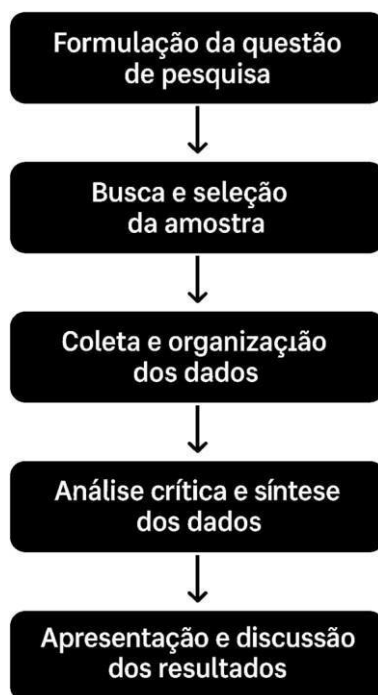 Formulação da questão
de pesquisa
Busca e seleção
da amostra
Coleta e organizaçıão
dos dados
Análise crítica e síntese
dos dados
Apresentação e discussão
dos resultados